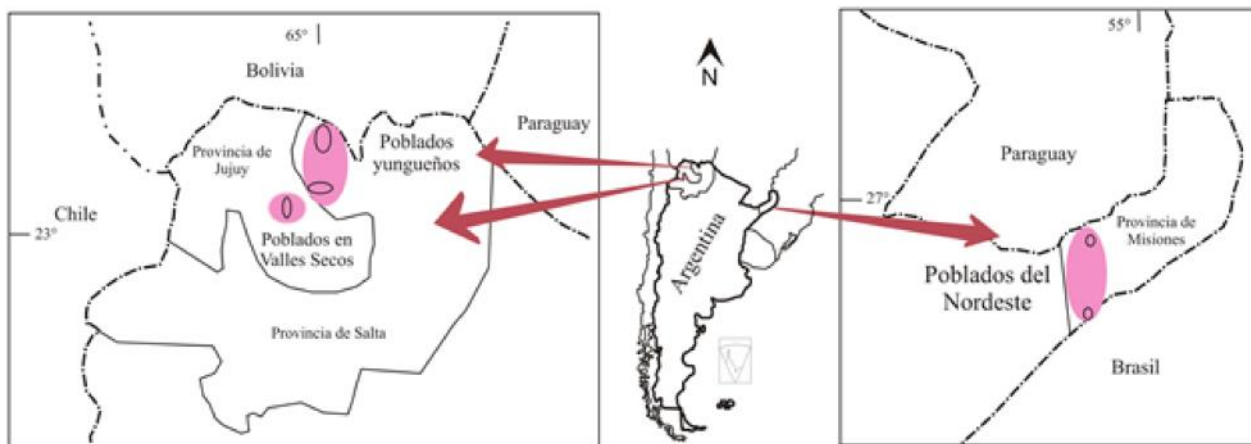 65°
Bolivia
Paraguay
Provincia de
Jujuy
Poblados
yungueños
Chile
23°
Poblados en
Valles Secos
Provincia de Salta
N
Argentina
55°
Paraguay
27°
Provincia de
Misiones
Poblados del
Nordeste
Brasil